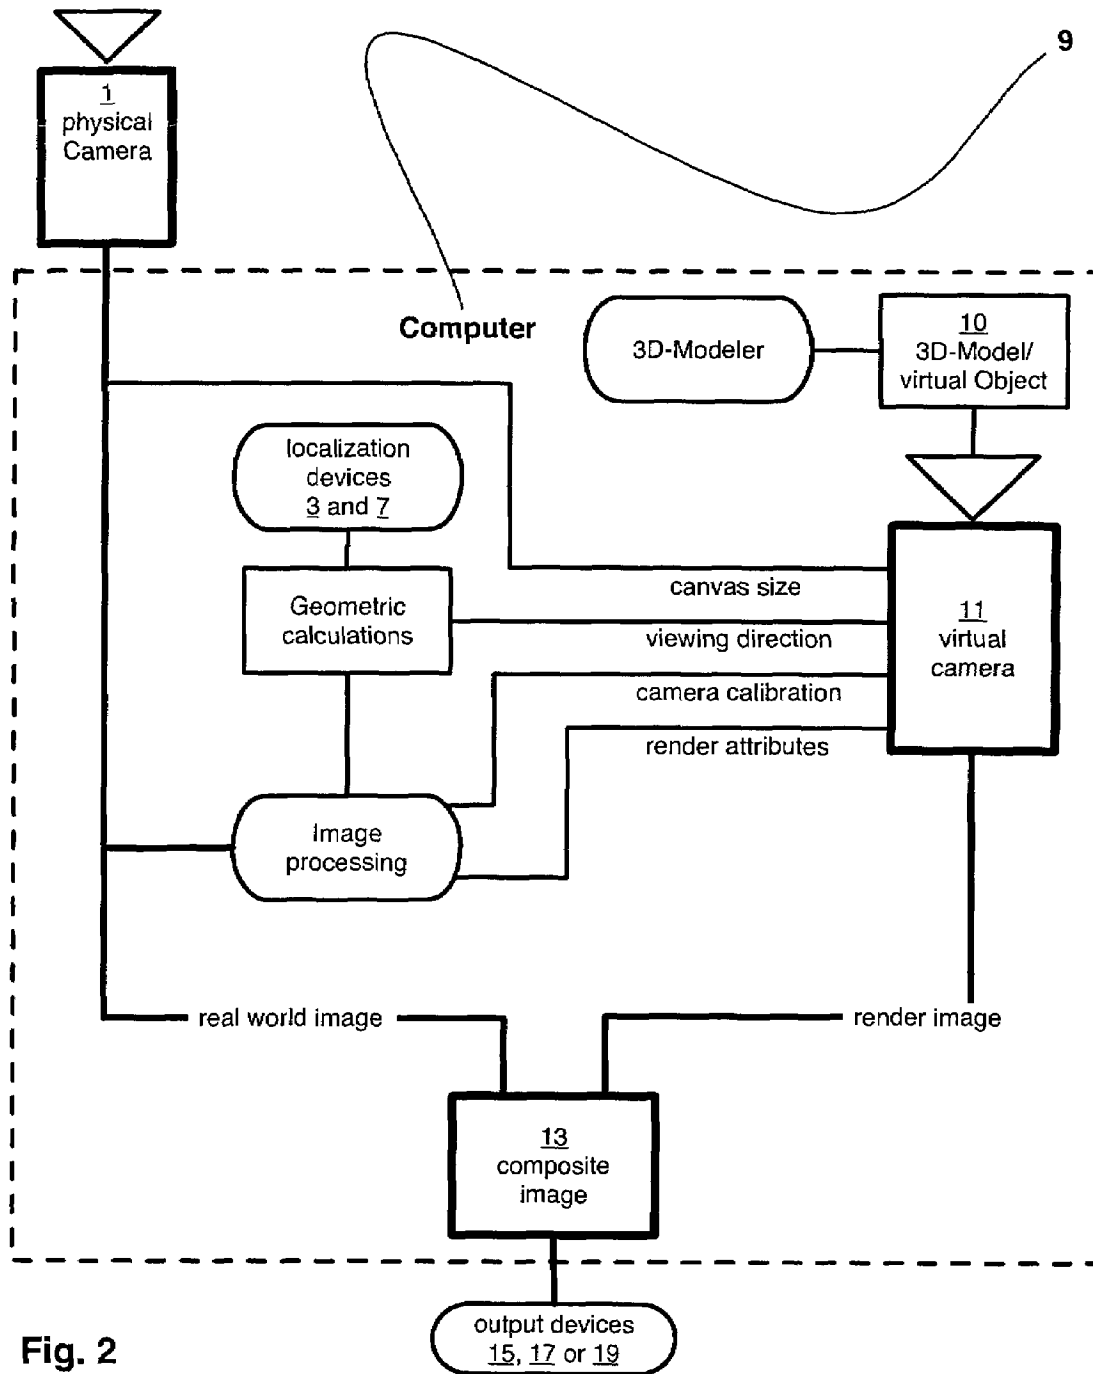 9
1
physical
Camera
Computer
3D-Modeler
10
3D-Model/
virtual Object
localization
devices
3 and 7
Geometric
calculations
canvas size
viewing direction
camera calibration
render attributes
11
virtual
camera
Image
processing
real world image
render image
13
composite
image
output devices
15, 17 or 19
Fig. 2